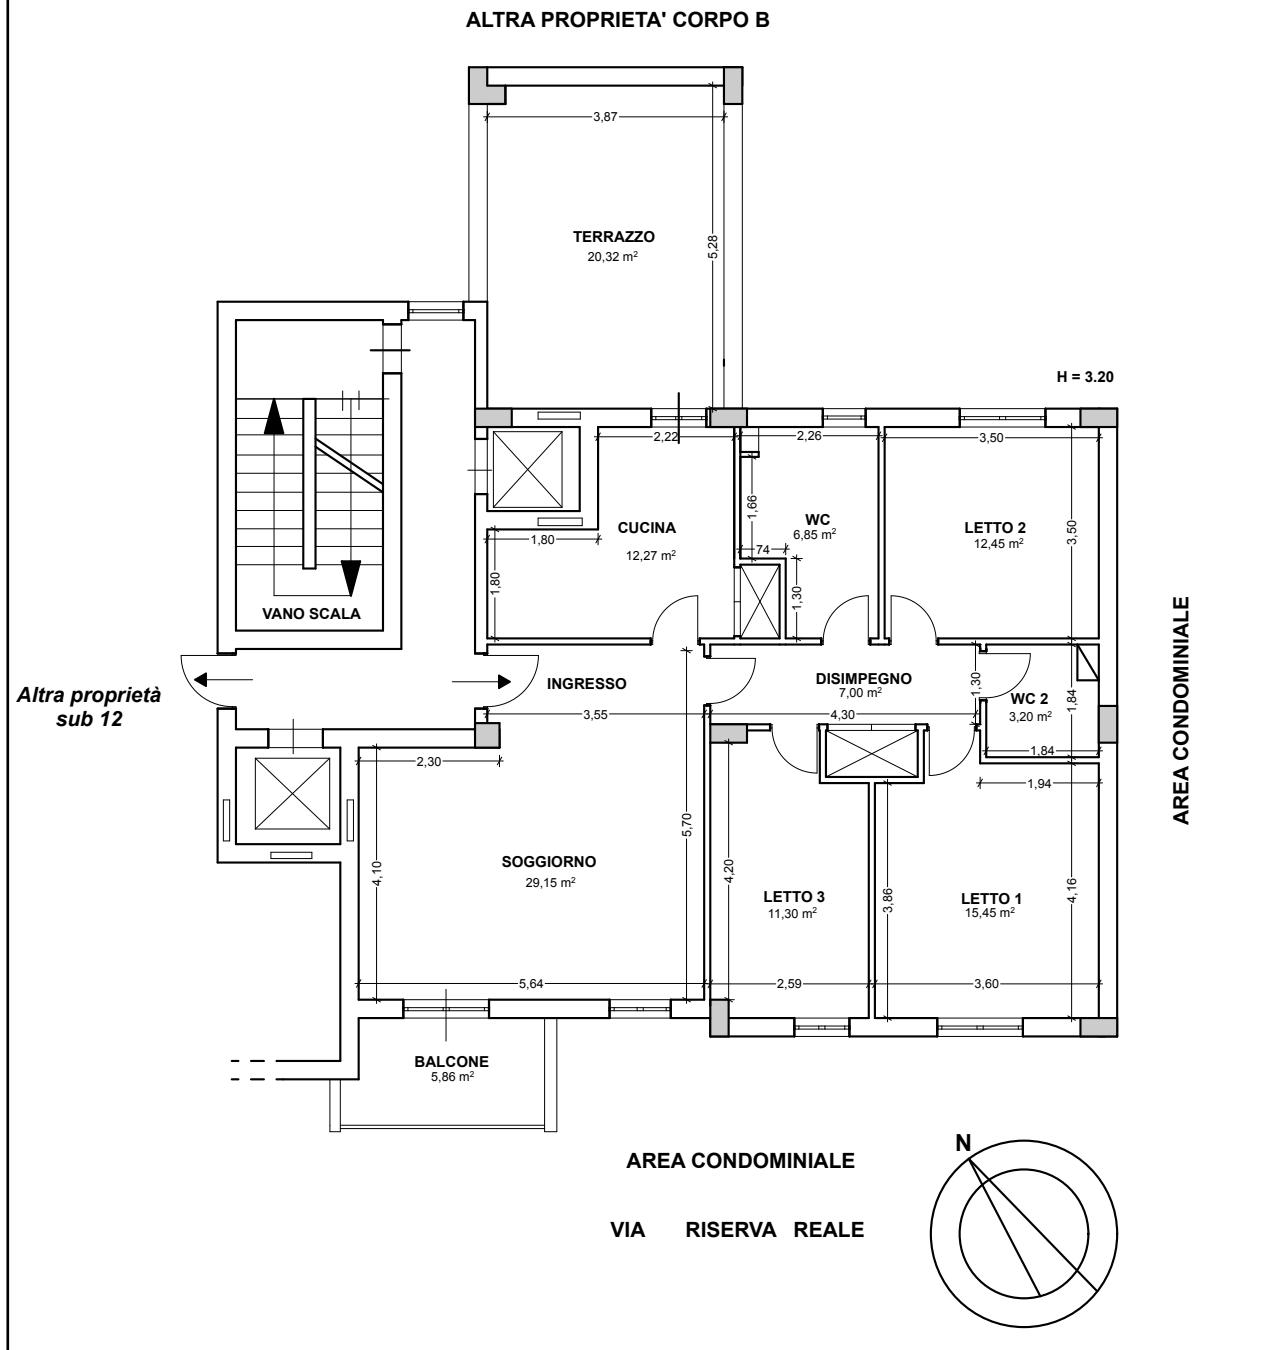 ALTRA PROPRIETA' CORPO B
3,87
TERRAZZO
20,32 m²
5,28
H = 3.20
2,22
2,26
3,50
1,66
CUCINA
12,27 m²
WC
6,85 m²
LETTO 2
12,45 m²
3,50
1,80
74
1,80
1,30
VANO SCALA
AREA CONDOMINIALE
Altra proprietà
sub 12
INGRESSO
3,55
DISIMPEGNO
7,00 m²
4,30
1,30
WC 2
3,20 m²
1,84
1,84
2,30
1,94
5,70
4,10
SOGGIORNO
29,15 m²
4,20
LETTO 3
11,30 m²
3,86
LETTO 1
15,45 m²
4,16
5,64
2,59
3,60
BALCONE
5,86 m²
AREA CONDOMINIALE
N
VIA RISERVA REALE